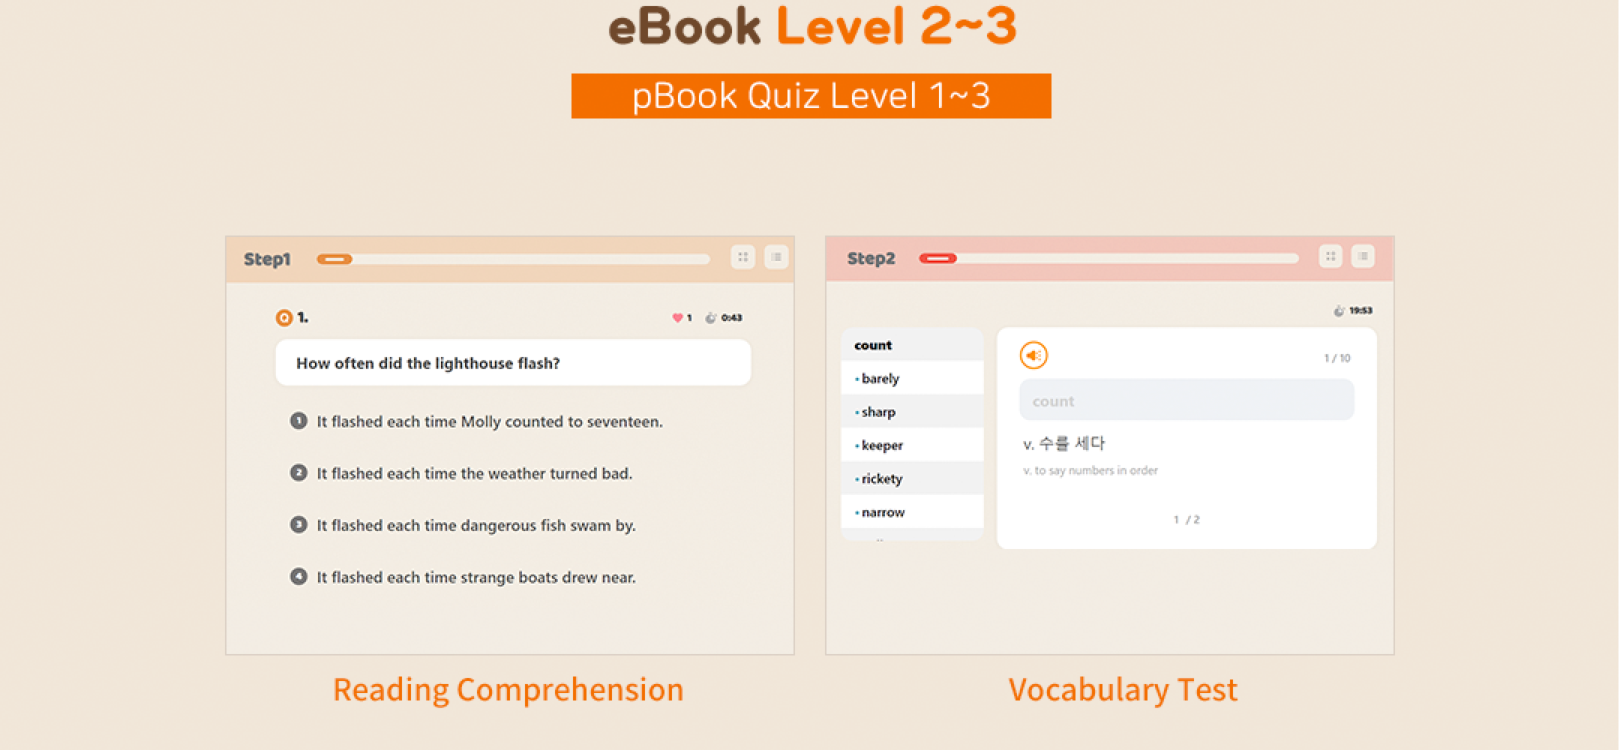 eBook Level 2~3
pBook Quiz Level 1~3
Step1
Q 1.
1
0:43
How often did the lighthouse flash?
1 It flashed each time Molly counted to seventeen.
2 It flashed each time the weather turned bad.
3 It flashed each time dangerous fish swam by.
4 It flashed each time strange boats drew near.
Reading Comprehension
Step2
19:53
count
• barely
• sharp
• keeper
• rickety
• narrow
1 / 10
count
v. 수를 세다
v. to say numbers in order
1 / 2
Vocabulary Test